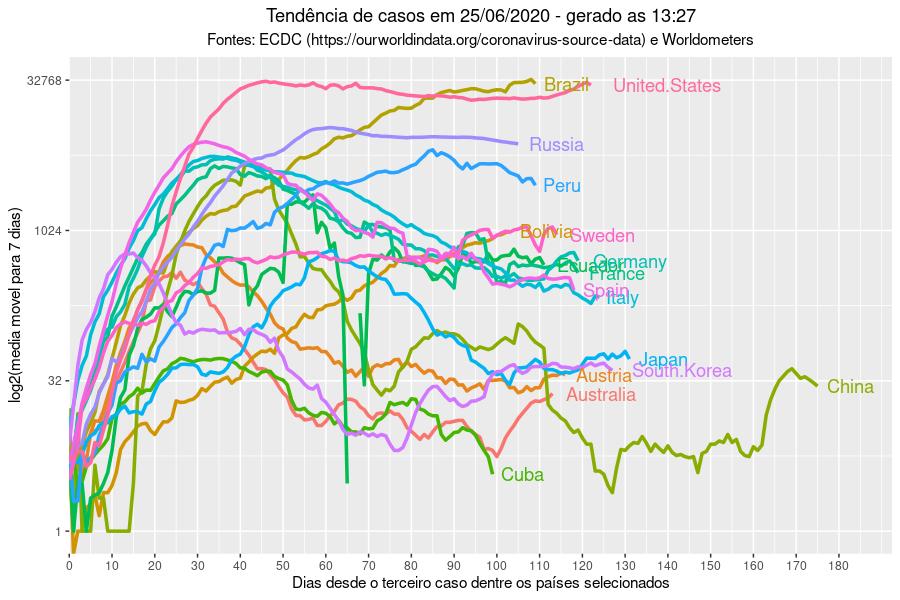 Tendência de casos em 25/06/2020 - gerado as 13:27
Fontes: ECDC (https://ourworldindata.org/coronavirus-source-data) e Worldometers
32768
1024
32
1
log2(media movel para 7 dias)
Brazil
United.States
Russia
Peru
Bolivia
Sweden
Germany
Ecuador
France
Spain
Italy
Japan
South.Korea
Austria
China
Australia
Cuba
0 10 20 30 40 50 60 70 80 90 100 110 120 130 140 150 160 170 180
Dias desde o terceiro caso dentre os países selecionados